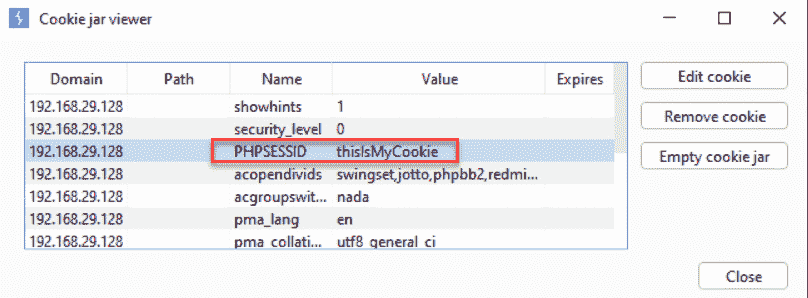 Cookie jar viewer
Domain Path Name Value Expires
Edit cookie
192.168.29.128 showhints 1
192.168.29.128 security_level 0
Remove cookie
192.168.29.128 PHPSESSID thisIsMyCookie
Empty cookie jar
192.168.29.128 acopendivids swingset,jotto,phpbb2,redmi...
192.168.29.128 acgroupswit... nada
192.168.29.128 pma_lang en
192.168.29.128 pma_collati... utf8_general_ci
Close